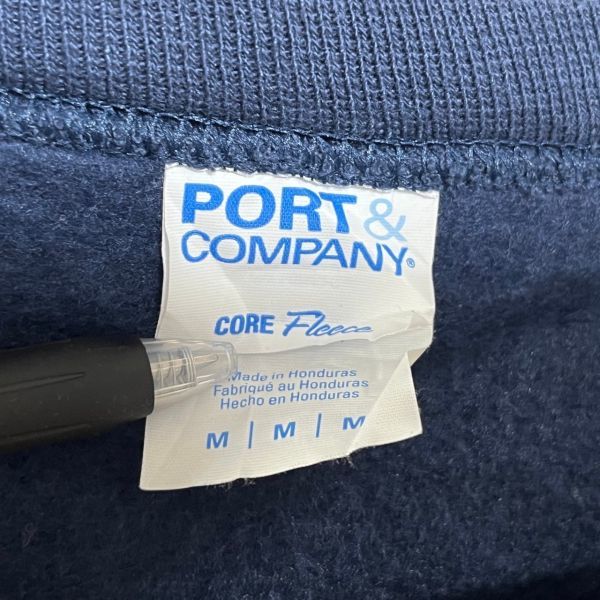 PORT &
COMPANY®
CORE Fleece
Made in Honduras
Fabriqué au Honduras
Hecho en Honduras
M | M | M